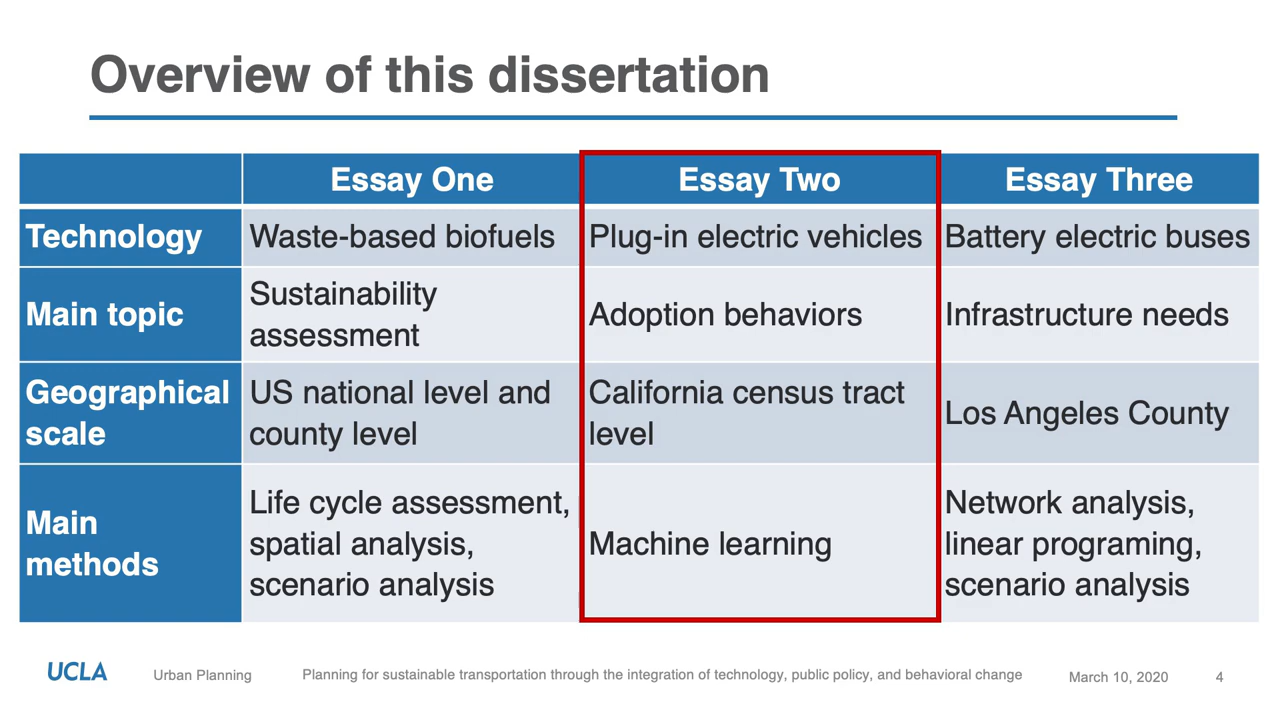 Overview of this dissertation
Essay One
Essay Two
Essay Three
Technology
Waste-based biofuels
Plug-in electric vehicles
Battery electric buses
Main topic
Sustainability
assessment
Adoption behaviors
Infrastructure needs
Geographical
scale
US national level and
county level
California census tract
level
Los Angeles County
Main
methods
Life cycle assessment,
spatial analysis,
scenario analysis
Machine learning
Network analysis,
linear programing,
scenario analysis
UCLA
Urban Planning
Planning for sustainable transportation through the integration of technology, public policy, and behavioral change
March 10, 2020
4